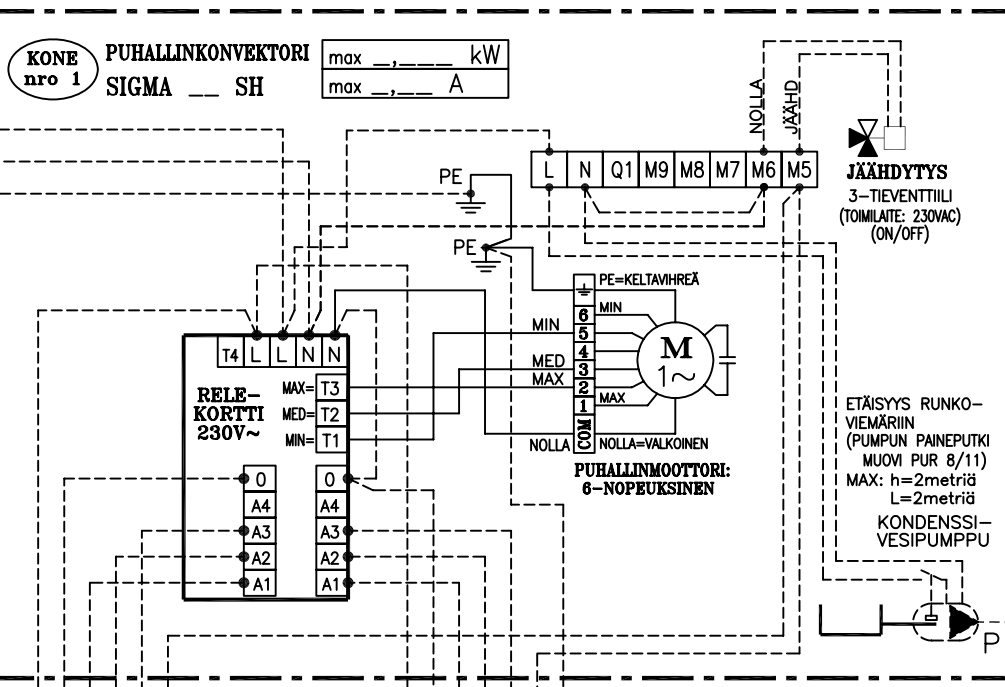 KONE
nro 1
PUHALLINKONVEKTORI
SIGMA __ SH
max __,____ kW
max __,___ A
NOLLA
JÄÄHD
L N Q1 M9 M8 M7 M6 M5
JÄÄHDYTYS
3-TIEVENTTIILI
(TOIMILAITE: 230VAC)
(ON/OFF)
PE
PE
PE=KELTAVIHREÄ
MIN
6
MIN
5
4
MED
3
MAX
2
1
MAX
COM
NOLLA
NOLLA=VALKOINEN
M
1~
PUHALLINMOOTTORI:
6-NOPEUKSINEN
T4 L L N N
RELE-
KORTTI
230V~
MAX= T3
MED= T2
MIN= T1
0 0
A4 A4
A3 A3
A2 A2
A1 A1
ETÄISYYS RUNKO-
VIEMÄRIIN
(PUMPUN PAINEPUTKI
MUOVI PUR 8/11)
MAX: h=2metriä
L=2metriä
KONDENSSI-
VESIPUMPPU
P